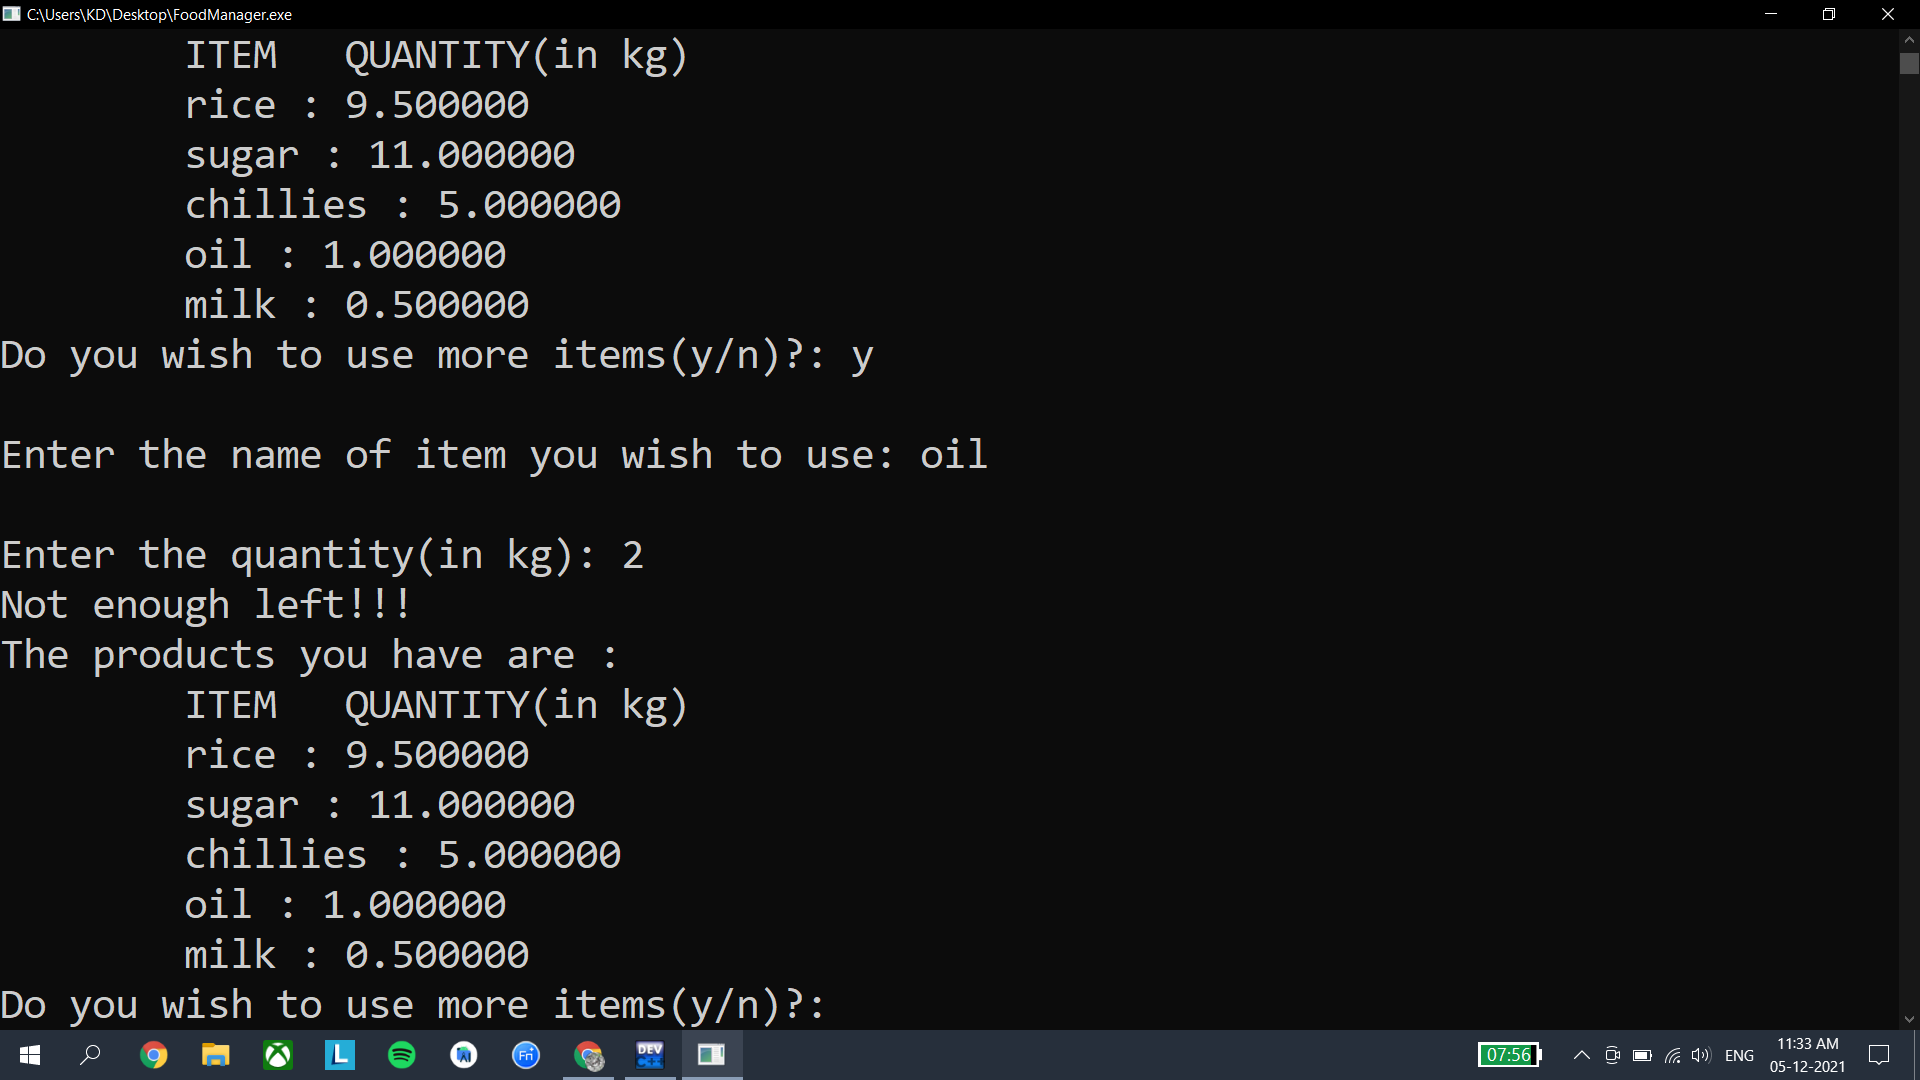 C:\Users\KD\Desktop\FoodManager.exe
ITEM   QUANTITY(in kg)
rice : 9.500000
sugar : 11.000000
chillies : 5.000000
oil : 1.000000
milk : 0.500000
Do you wish to use more items(y/n)?: y
Enter the name of item you wish to use: oil
Enter the quantity(in kg): 2
Not enough left!!!
The products you have are :
ITEM   QUANTITY(in kg)
rice : 9.500000
sugar : 11.000000
chillies : 5.000000
oil : 1.000000
milk : 0.500000
Do you wish to use more items(y/n)?:
L
Fn
DEV
C++
07:56
ENG
11:33 AM
05-12-2021